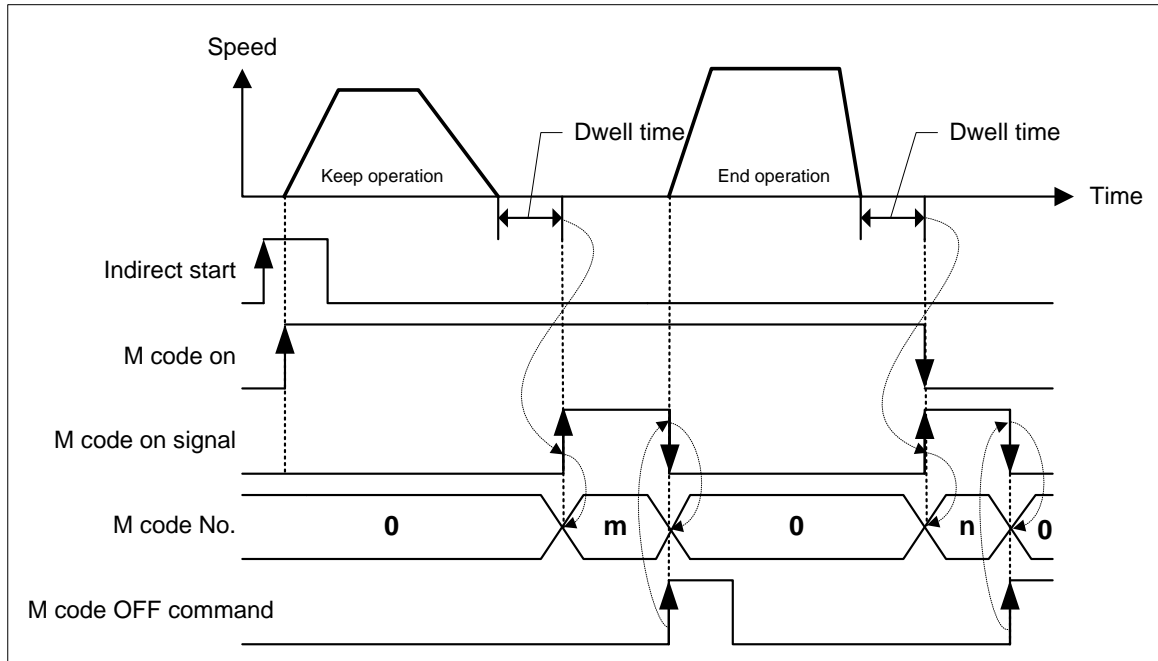 Speed
Dwell time
Dwell time
Keep operation
End operation
Time
Indirect start
M code on
M code on signal
M code No.
0
m
0
n
0
M code OFF command